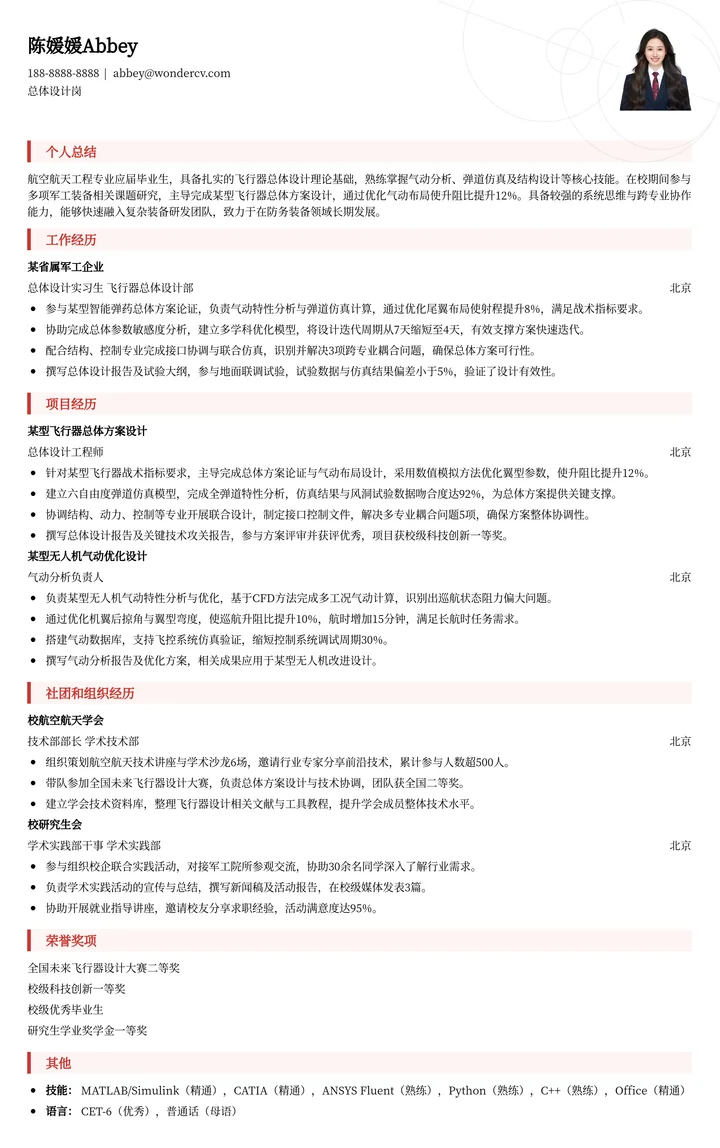 陈媛媛Abbey
188-8888-8888 | abbey@wondercv.com
总体设计岗
个人总结
航空航天工程专业应届毕业生，具备扎实的飞行器总体设计理论基础，熟练掌握气动分析、弹道仿真及结构设计等核心技能。在校期间参与
多项军工装备相关课题研究，主导完成某型飞行器总体方案设计，通过优化气动布局使升阻比提升12%。具备较强的系统思维与跨专业协作
能力，能够快速融入复杂装备研发团队，致力于在防务装备领域长期发展。
工作经历
某省属军工企业
总体设计实习生 飞行器总体设计部 北京
• 参与某型智能弹药总体方案论证，负责气动特性分析与弹道仿真计算，通过优化尾翼布局使射程提升8%，满足战术指标要求。
• 协助完成总体参数敏感度分析，建立多学科优化模型，将设计迭代周期从7天缩短至4天，有效支撑方案快速迭代。
• 配合结构、控制专业完成接口协调与联合仿真，识别并解决3项跨专业耦合问题，确保总体方案可行性。
• 撰写总体设计报告及试验大纲，参与地面联调试验，试验数据与仿真结果偏差小于5%，验证了设计有效性。
项目经历
某型飞行器总体方案设计
总体设计工程师 北京
• 针对某型飞行器战术指标要求，主导完成总体方案论证与气动布局设计，采用数值模拟方法优化翼型参数，使升阻比提升12%。
• 建立六自由度弹道仿真模型，完成全弹道特性分析，仿真结果与风洞试验数据吻合度达92%，为总体方案提供关键支撑。
• 协调结构、动力、控制等专业开展联合设计，制定接口控制文件，解决多专业耦合问题5项，确保方案整体协调性。
• 撰写总体设计报告及关键技术攻关报告，参与方案评审并获评优秀，项目获校级科技创新一等奖。
某型无人机气动优化设计
气动分析负责人 北京
• 负责某型无人机气动特性分析与优化，基于CFD方法完成多工况气动计算，识别出巡航状态阻力偏大问题。
• 通过优化机翼后掠角与翼型弯度，使巡航升阻比提升10%，航时增加15分钟，满足长航时任务需求。
• 搭建气动数据库，支持飞控系统仿真验证，缩短控制系统调试周期30%。
• 撰写气动分析报告及优化方案，相关成果应用于某型无人机改进设计。
社团和组织经历
校航空航天学会
技术部部长 学术技术部 北京
• 组织策划航空航天技术讲座与学术沙龙6场，邀请行业专家分享前沿技术，累计参与人数超500人。
• 带队参加全国未来飞行器设计大赛，负责总体方案设计与技术协调，团队获全国二等奖。
• 建立学会技术资料库，整理飞行器设计相关文献与工具教程，提升学会成员整体技术水平。
校研究生会
学术实践部干事 学术实践部 北京
• 参与组织校企联合实践活动，对接军工院所参观交流，协助30余名同学深入了解行业需求。
• 负责学术实践活动的宣传与总结，撰写新闻稿及活动报告，在校级媒体发表3篇。
• 协助开展就业指导讲座，邀请校友分享求职经验，活动满意度达95%。
荣誉奖项
全国未来飞行器设计大赛二等奖
校级科技创新一等奖
校级优秀毕业生
研究生学业奖学金一等奖
其他
• 技能： MATLAB/Simulink（精通）, CATIA（精通）, ANSYS Fluent（熟练）, Python（熟练）, C++（熟练）, Office（精通）
• 语言： CET-6（优秀）, 普通话（母语）